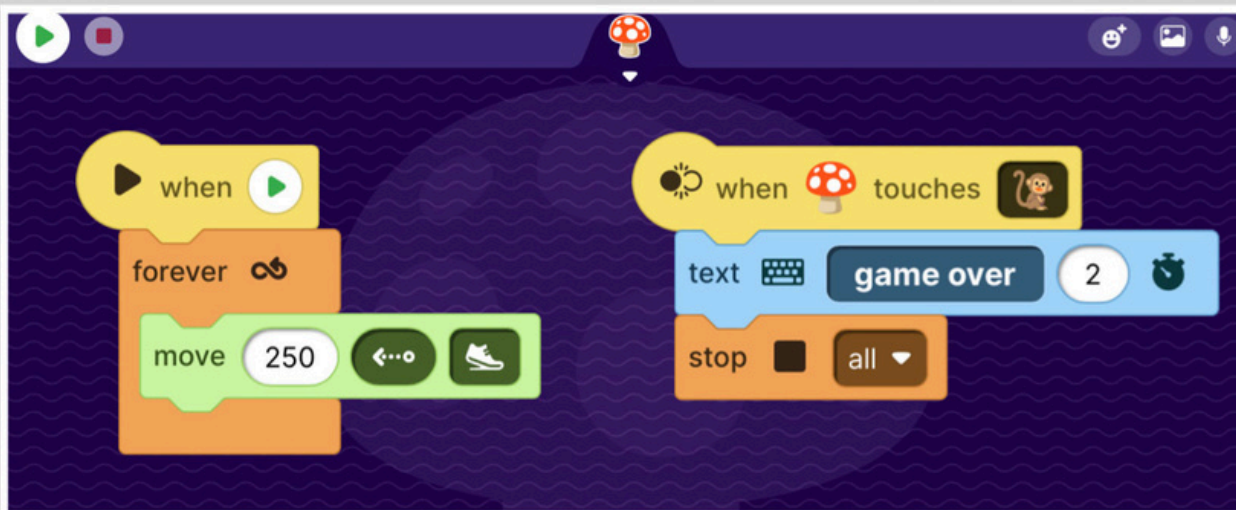 when
forever
move 250
when touches
text game over 2
stop all